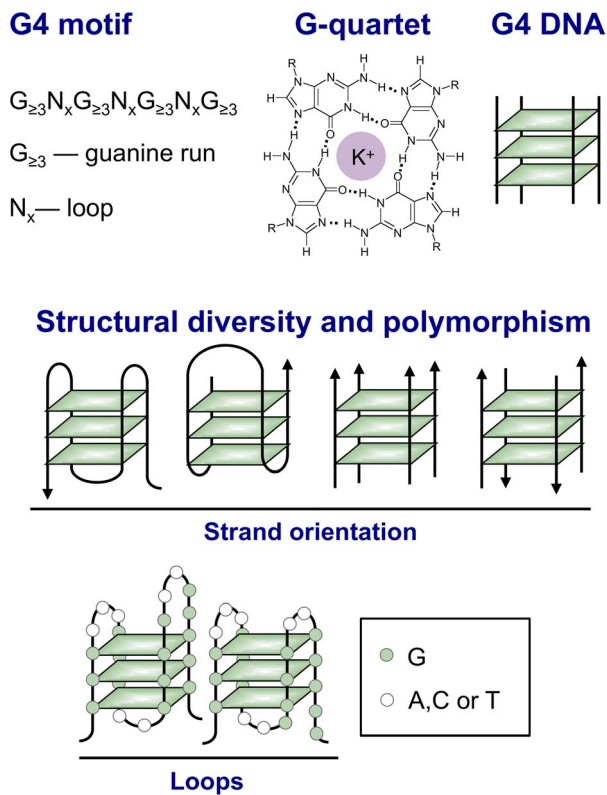 G4 motif
G-quartet
G4 DNA
G≥3NxG≥3NxG≥3NxG≥3
G≥3 — guanine run
Nx— loop
R
N
N
N
H
H
N
N
H
O
H
N
N
R
O
N
N
H
N
H
H
H
K+
H
N
H
H
N
N
O
N
N
R
H
O
H
N
H
N
N
N
N
H
H
R
Structural diversity and polymorphism
Strand orientation
G
A,C or T
Loops